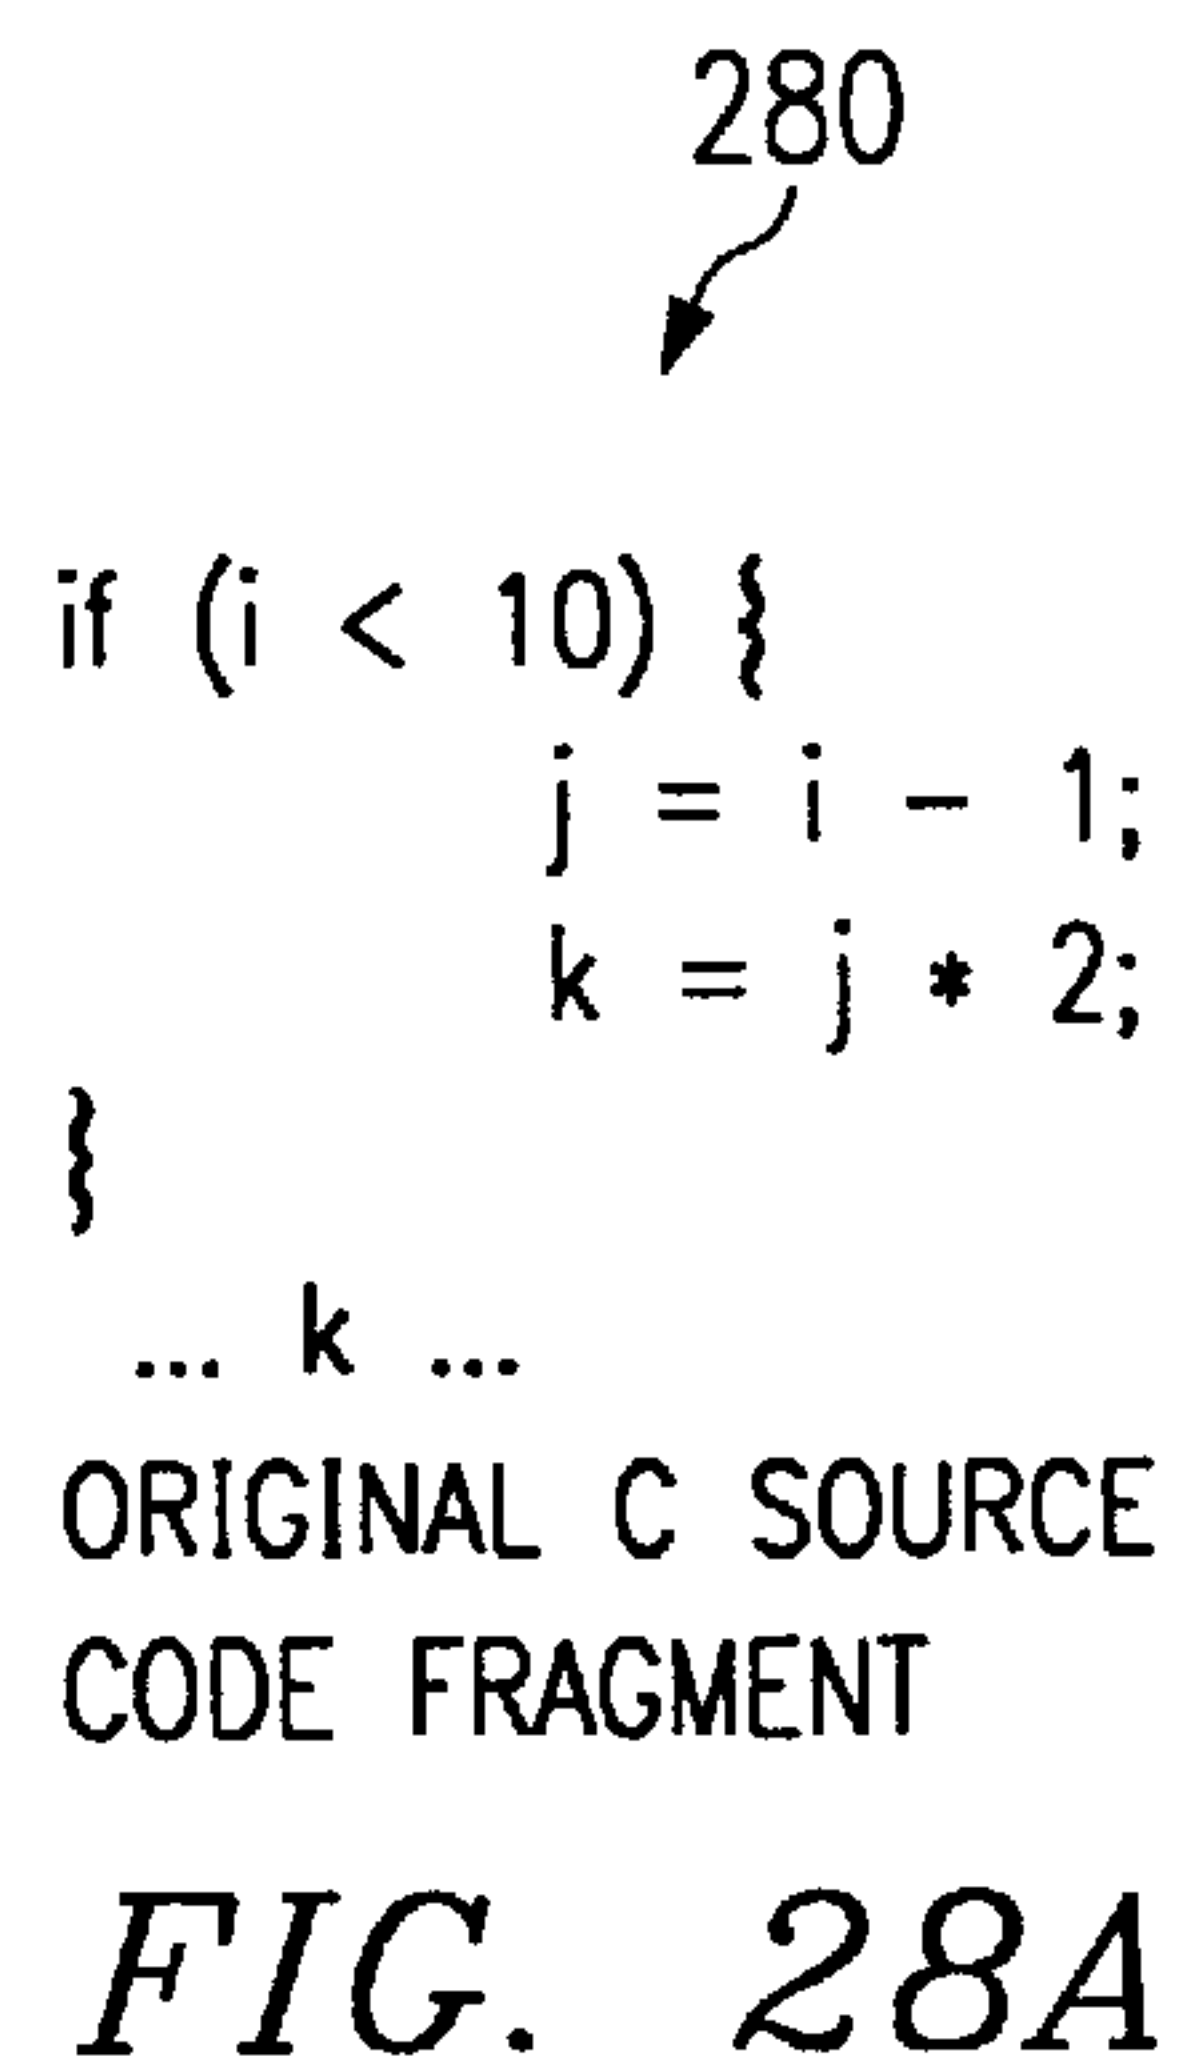 280
if (i < 10) {
j = i - 1;
k = j * 2;
}
... k ...
ORIGINAL C SOURCE
CODE FRAGMENT
FIG. 28A